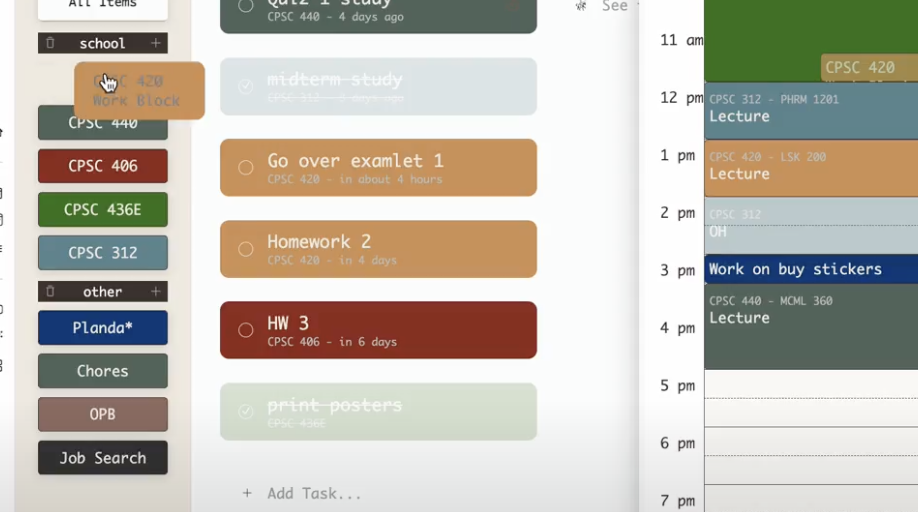 All Items
school +
CPSC 420
Work Block
CPSC 440
CPSC 406
CPSC 436E
CPSC 312
other +
Planda*
Chores
OPB
Job Search
Quiz 1 study
CPSC 440 - 4 days ago
midterm study
CPSC 312 - 3 days ago
Go over examlet 1
CPSC 420 - in about 4 hours
Homework 2
CPSC 420 - in 4 days
HW 3
CPSC 406 - in 6 days
print posters
CPSC 436E
+ Add Task...
See
11 am
CPSC 420
12 pm
CPSC 312 - PHRM 1201
Lecture
1 pm
CPSC 420 - LSK 200
Lecture
2 pm
CPSC 312
OH
3 pm
Work on buy stickers
CPSC 440 - MCML 360
Lecture
4 pm
5 pm
6 pm
7 pm